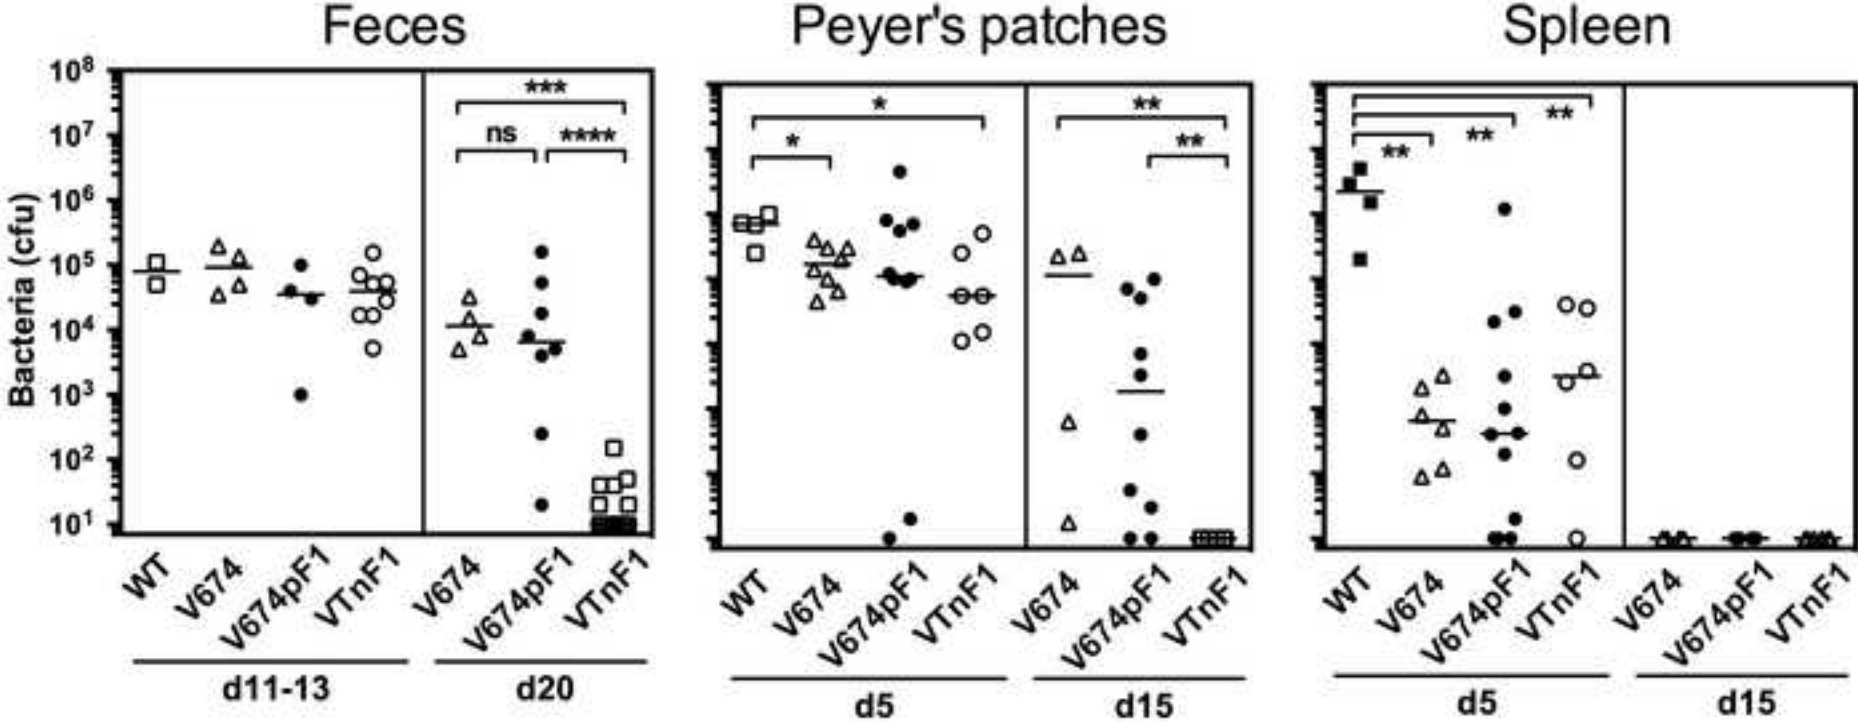 Feces Peyer's patches Spleen
Bacteria (cfu)
10⁸
10⁷
10⁶
10⁵
10⁴
10³
10²
10¹
***
ns ****
*
*
**
**
**
**
**
WT V674 V674pF1 VTnF1 V674 V674pF1 VTnF1
d11-13 d20
WT V674 V674pF1 VTnF1 V674 V674pF1 VTnF1
d5 d15
WT V674 V674pF1 VTnF1 V674 V674pF1 VTnF1
d5 d15